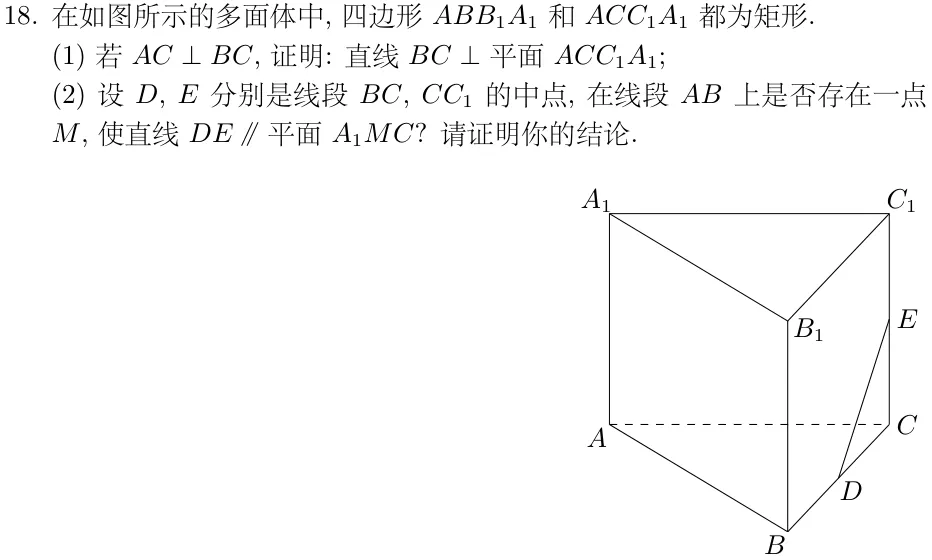 18. 在如图所示的多面体中, 四边形 ABB₁A₁ 和 ACC₁A₁ 都为矩形.
(1) 若 AC ⊥ BC, 证明: 直线 BC ⊥ 平面 ACC₁A₁;
(2) 设 D, E 分别是线段 BC, CC₁ 的中点, 在线段 AB 上是否存在一点
M, 使直线 DE ∥ 平面 A₁MC? 请证明你的结论.
A₁
C₁
B₁
E
A
C
D
B